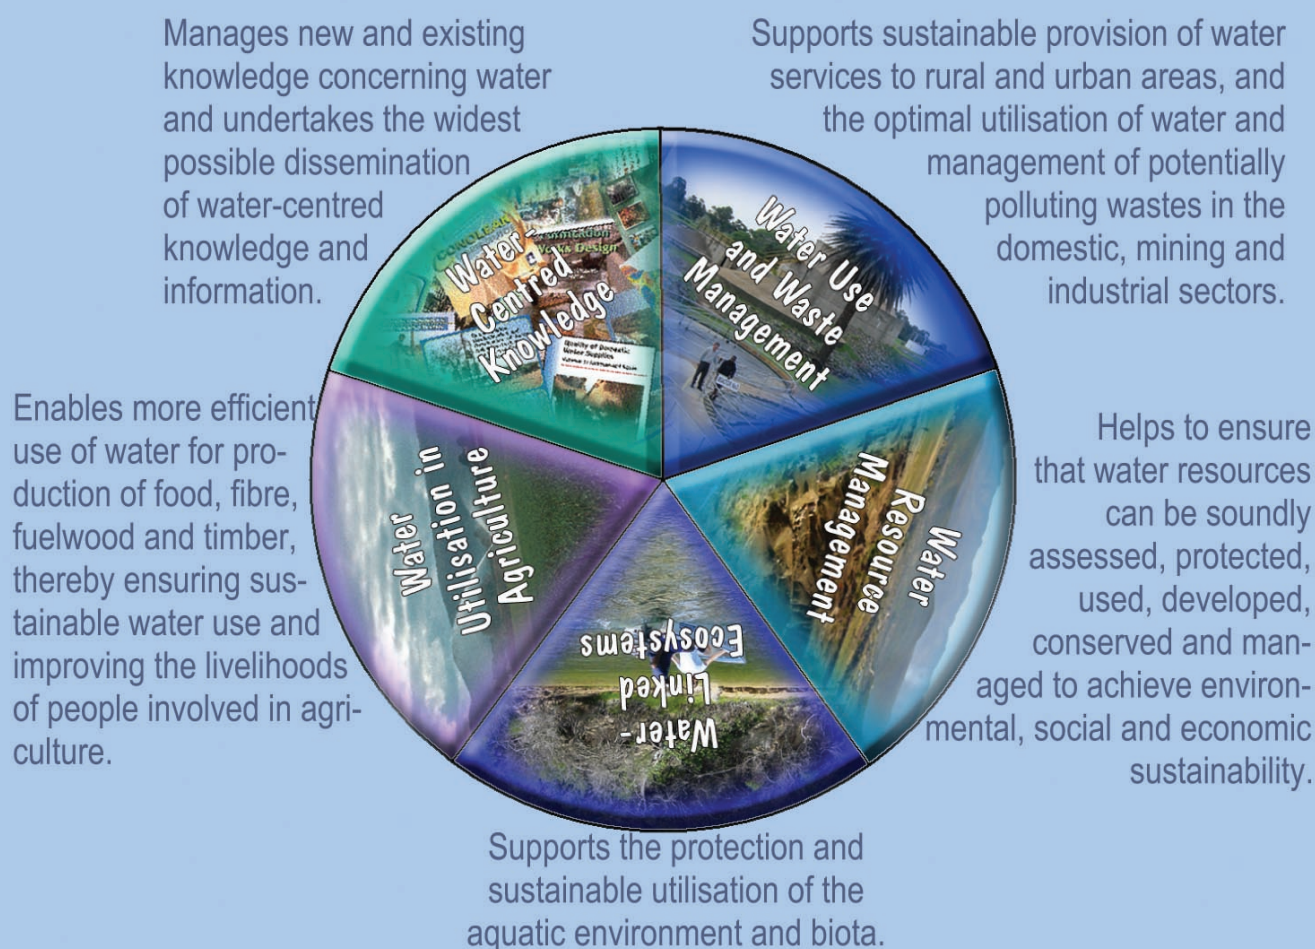 Manages new and existing
knowledge concerning water
and undertakes the widest
possible dissemination
of water-centred
knowledge and
information.
Supports sustainable provision of water
services to rural and urban areas, and
the optimal utilisation of water and
management of potentially
polluting wastes in the
domestic, mining and
industrial sectors.
Water-
Centred
Knowledge
Quality of Domestic
Water Supplies
Water Use
and Waste
Management
Enables more efficient
use of water for pro-
duction of food, fibre,
fuelwood and timber,
thereby ensuring sus-
tainable water use and
improving the livelihoods
of people involved in agri-
culture.
Water
Utilisation in
Agriculture
Water
Resource
Management
Helps to ensure
that water resources
can be soundly
assessed, protected,
used, developed,
conserved and man-
aged to achieve environ-
mental, social and economic
sustainability.
Water-
Linked
Ecosystems
Supports the protection and
sustainable utilisation of the
aquatic environment and biota.